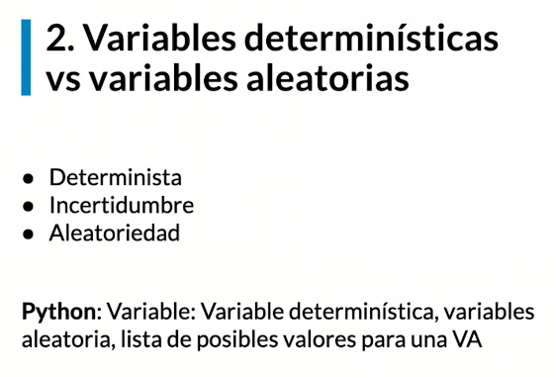 2. Variables determinísticas
vs variables aleatorias
● Determinista
● Incertidumbre
● Aleatoriedad
Python: Variable: Variable determinística, variables
aleatoria, lista de posibles valores para una VA